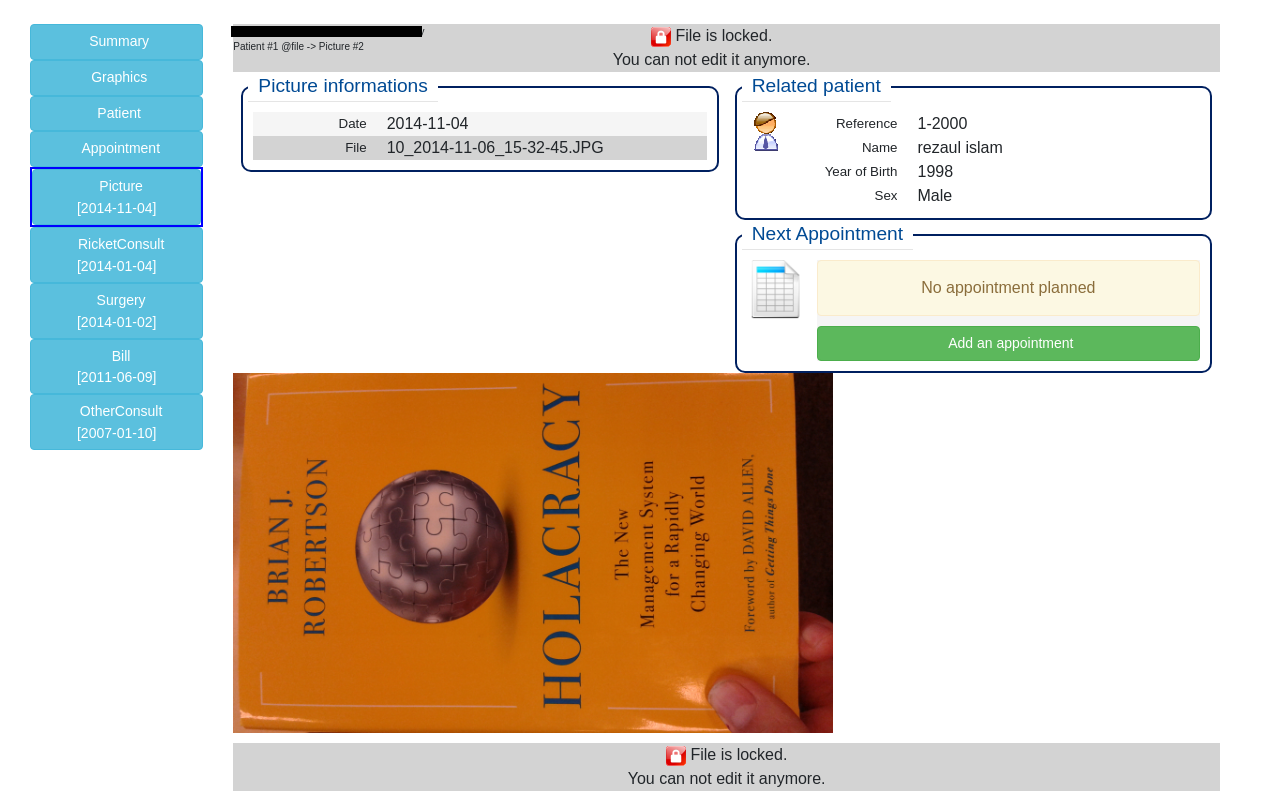 Summary
Graphics
Patient
Appointment
Picture
[2014-11-04]
RicketConsult
[2014-01-04]
Surgery
[2014-01-02]
Bill
[2011-06-09]
OtherConsult
[2007-01-10]
Patient #1 @file -> Picture #2
File is locked.
You can not edit it anymore.
Picture informations
Date 2014-11-04
File 10_2014-11-06_15-32-45.JPG
Related patient
Reference 1-2000
Name rezaul islam
Year of Birth 1998
Sex Male
Next Appointment
No appointment planned
Add an appointment
BRIAN J.
ROBERTSON
HOLACRACY
The New
Management System
for a Rapidly
Changing World
Foreword by DAVID ALLEN,
author of Getting Things Done
File is locked.
You can not edit it anymore.